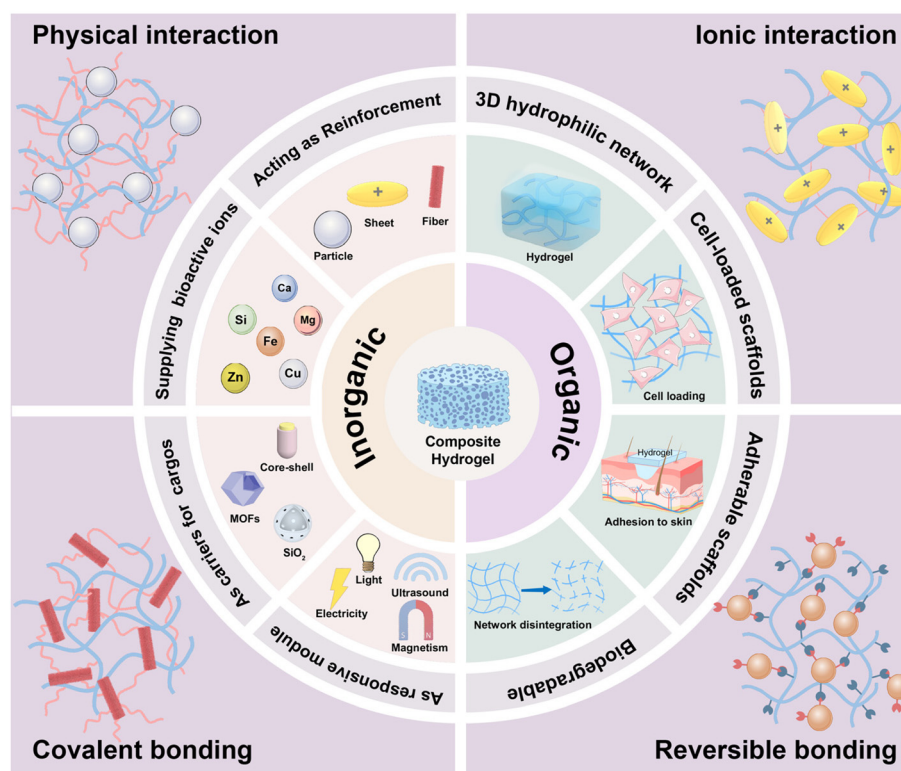 Physical interaction
Ionic interaction
Acting as Reinforcement
3D hydrophilic network
Supplying bioactive ions
Cell-loaded scaffolds
+
Sheet
Fiber
Particle
Hydrogel
Ca
Si
Mg
Fe
Zn
Cu
Cell loading
Inorganic
Organic
Composite
Hydrogel
As carriers for cargos
Core-shell
MOFs
SiO₂
Hydrogel
Adhesion to skin
Adherable scaffolds
Light
Electricity
Ultrasound
S N
Magnetism
Network disintegration
As responsive module
Biodegradable
Covalent bonding
Reversible bonding